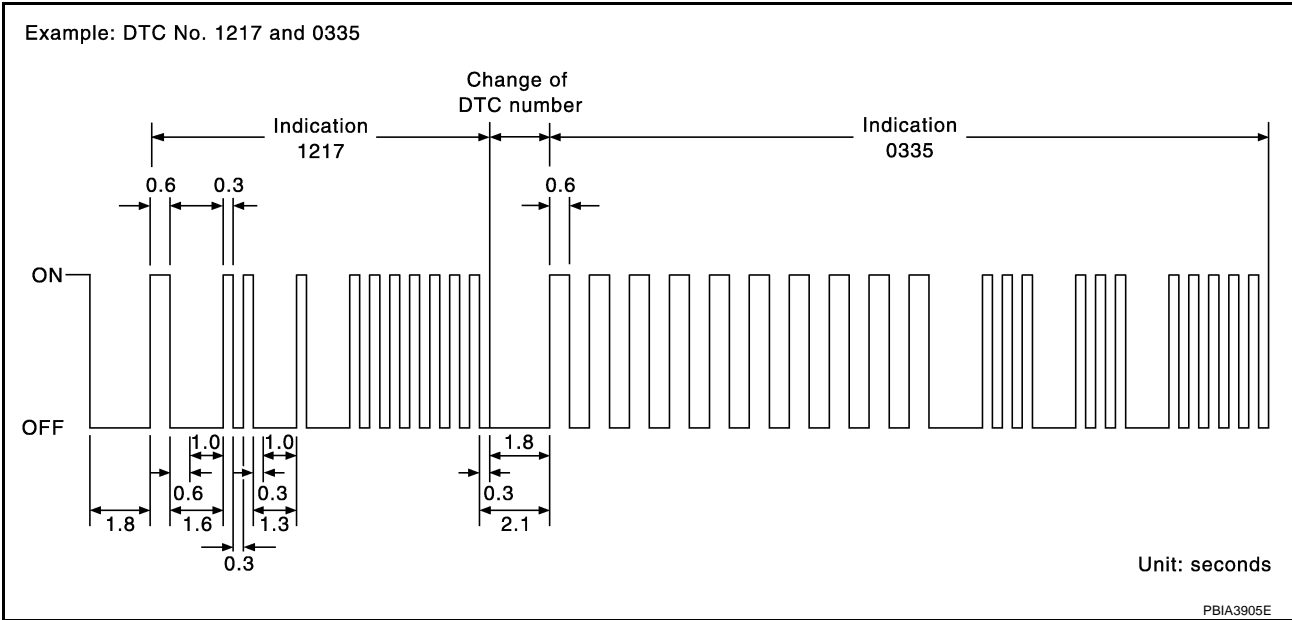 Example: DTC No. 1217 and 0335
Change of
DTC number
Indication
1217
Indication
0335
0.6
0.3
0.6
ON
OFF
1.0
1.0
1.8
0.6
0.3
0.3
1.8
1.6
1.3
2.1
0.3
Unit: seconds
PBIA3905E